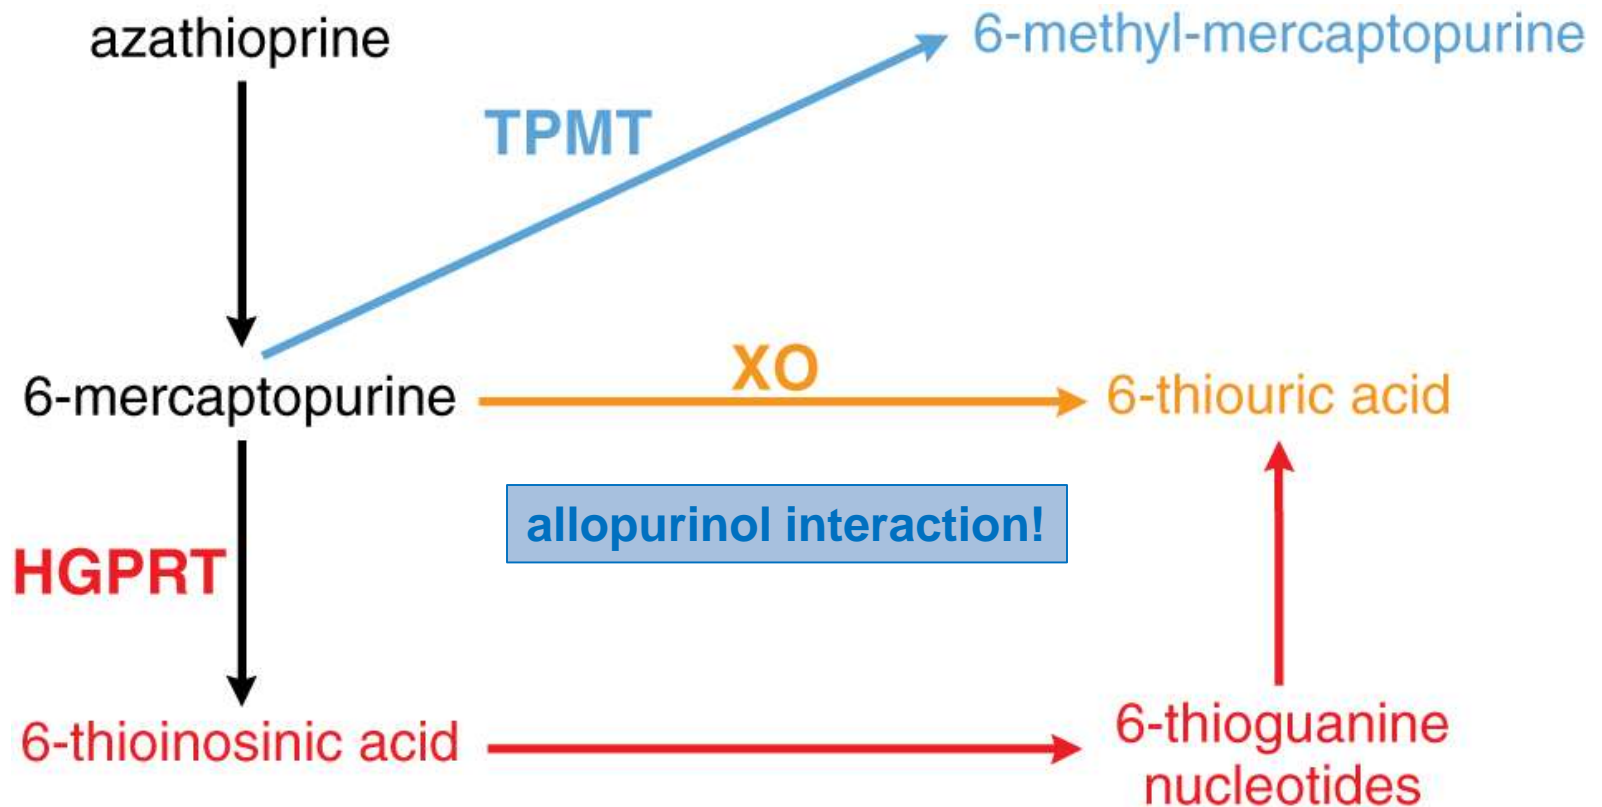 azathioprine
6-methyl-mercaptopurine
TPMT
6-mercaptopurine
XO
6-thiouric acid
allopurinol interaction!
HGPRT
6-thioinosinic acid
6-thioguanine
nucleotides